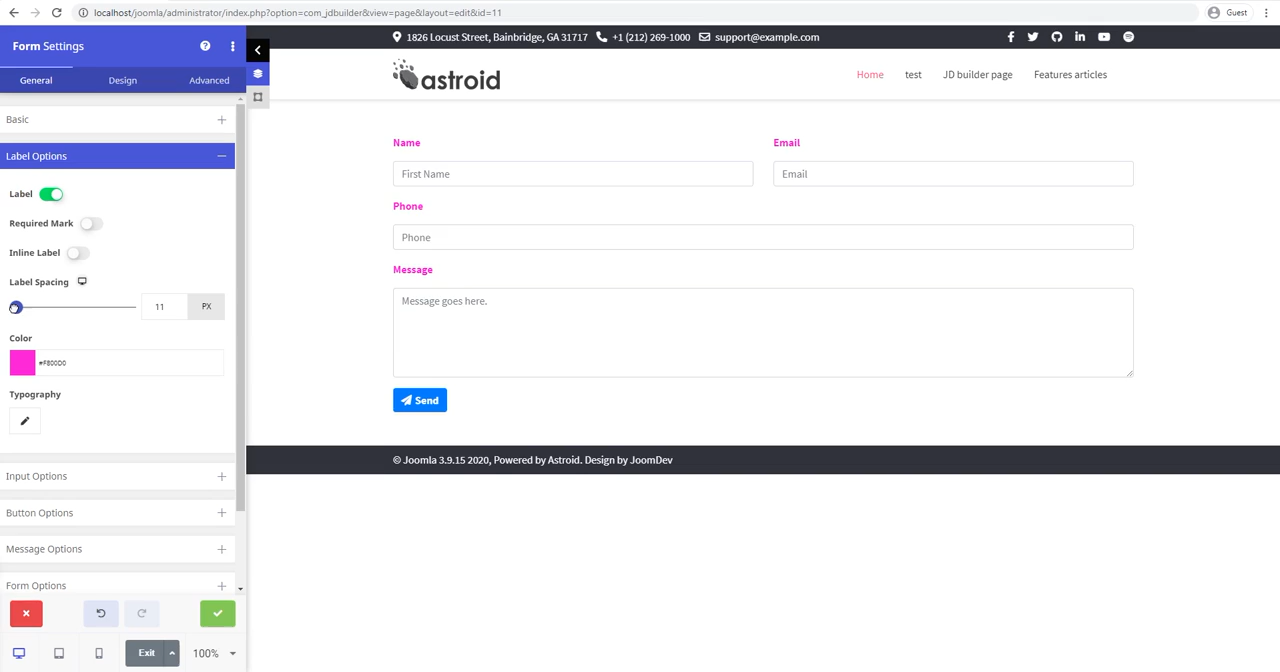 localhost/joomla/administrator/index.php?option=com_jdbuilder&view=page&layout=edit&id=11
Guest
Form Settings
General
Design
Advanced
Basic
Label Options
Label
Required Mark
Inline Label
Label Spacing
11
PX
Color
#F800D0
Typography
Input Options
Button Options
Message Options
Form Options
Exit
100%
1826 Locust Street, Bainbridge, GA 31717 +1 (212) 269-1000 support@example.com
astroid
Home test JD builder page Features articles
Name
Email
First Name
Email
Phone
Phone
Message
Message goes here.
Send
© Joomla 3.9.15 2020, Powered by Astroid. Design by JoomDev